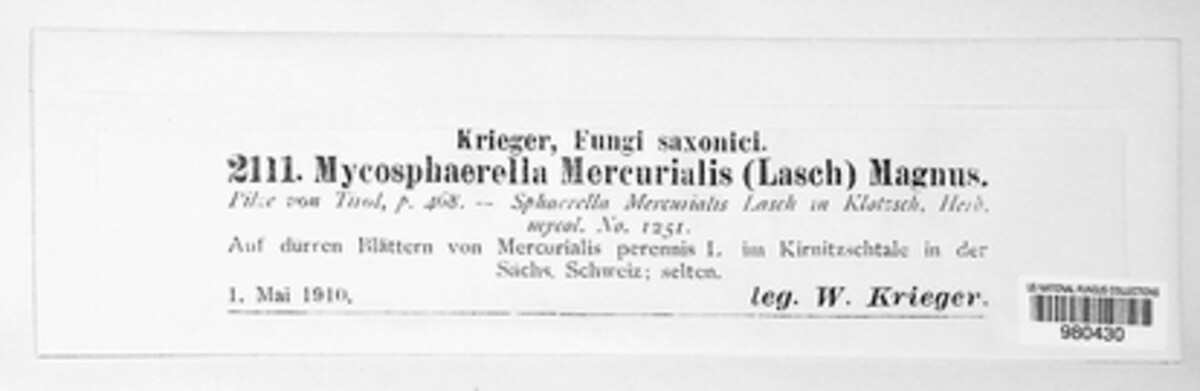 Krieger, Fungi saxonici.
2111. Mycosphaerella Mercurialis (Lasch) Magnus.
Pilze von Tirol, p. 468. — Sphaerella Mercurialis Lasch in Klotzsch, Herb.
mycol. No. 1251.
Auf dürren Blättern von Mercurialis perennis L. im Kirnitzschtale in der
Sächs. Schweiz; selten.
1. Mai 1910.
leg. W. Krieger.
US NATIONAL FUNGUS COLLECTIONS
980430